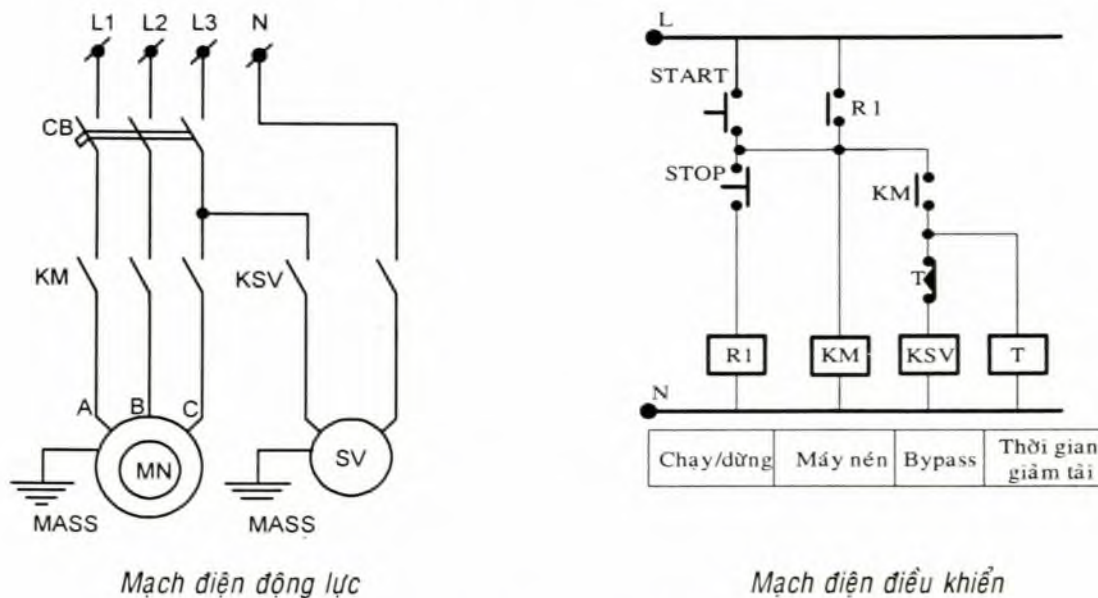 L1 L2 L3 N
CB
KM KSV
A B C
MN SV
MASS MASS
Mạch điện động lực
L
START
R1
STOP
KM
T
R1 KM KSV T
N
Chạy/dừng Máy nén Bypass Thời gian
giảm tải
Mạch điện điều khiển